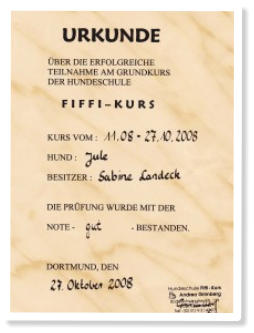 URKUNDE
ÜBER DIE ERFOLGREICHE
TEILNAHME AM GRUNDKURS
DER HUNDESCHULE
FIFFI-KURS
KURS VOM : 11.08 - 27.10.2008
HUND : Jule
BESITZER : Sabine Landeck
DIE PRÜFUNG WURDE MIT DER
NOTE - gut - BESTANDEN.
DORTMUND, DEN
27. Oktober 2008
Hundeschule Fiffi-Kurs
Andrea Grimberg